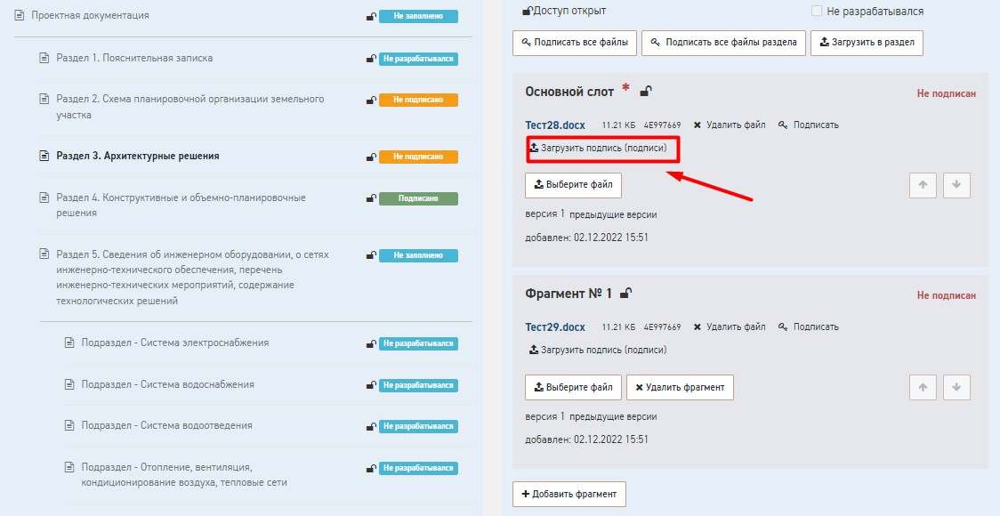 Проектная документация
Не заполнено
Раздел 1. Пояснительная записка
Не разрабатывался
Раздел 2. Схема планировочной организации земельного
участка
Не подписано
Раздел 3. Архитектурные решения
Не подписано
Раздел 4. Конструктивные и объемно-планировочные
решения
Подписано
Раздел 5. Сведения об инженерном оборудовании, о сетях
инженерно-технического обеспечения, перечень
инженерно-технических мероприятий, содержание
технологических решений
Не заполнено
Подраздел - Система электроснабжения
Не разрабатывался
Подраздел - Система водоснабжения
Не разрабатывался
Подраздел - Система водоотведения
Не разрабатывался
Подраздел - Отопление, вентиляция,
кондиционирование воздуха, тепловые сети
Не разрабатывался
Доступ открыт
Не разрабатывался
Подписать все файлы
Подписать все файлы раздела
Загрузить в раздел
Основной слот *
Не подписан
Тест28.docx 11.21 КБ 4E997669 Удалить файл Подписать
Загрузить подпись (подписи)
Выберите файл
версия 1 предыдущие версии
добавлен: 02.12.2022 15:51
Фрагмент № 1
Не подписан
Тест29.docx 11.21 КБ 4E997669 Удалить файл Подписать
Загрузить подпись (подписи)
Выберите файл
Удалить фрагмент
версия 1 предыдущие версии
добавлен: 02.12.2022 15:51
Добавить фрагмент